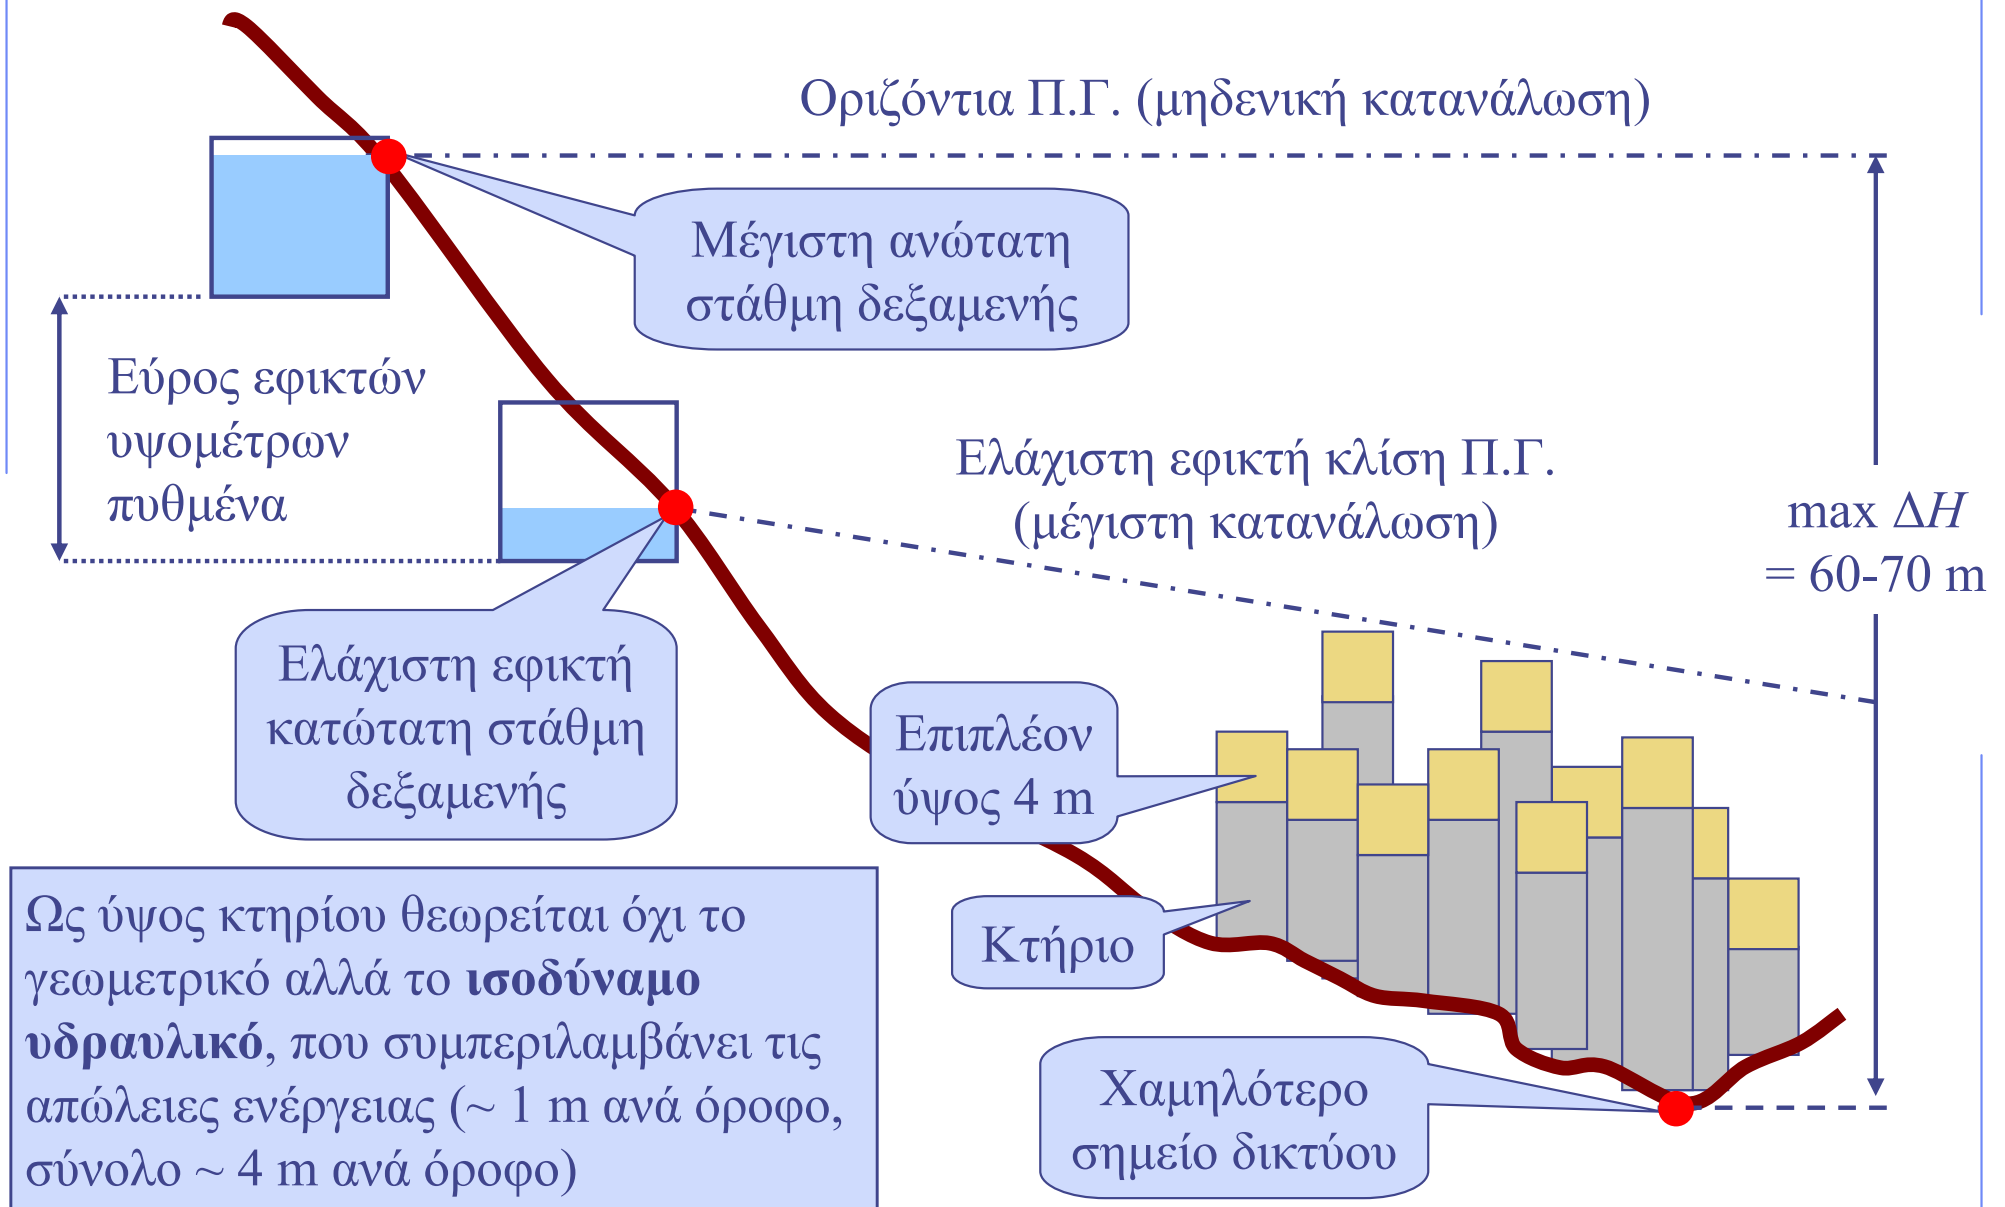 Οριζόντια Π.Γ. (μηδενική κατανάλωση)
Μέγιστη ανώτατη
στάθμη δεξαμενής
Εύρος εφικτών
υψομέτρων
πυθμένα
Ελάχιστη εφικτή κλίση Π.Γ.
(μέγιστη κατανάλωση)
max ΔH
= 60-70 m
Ελάχιστη εφικτή
κατώτατη στάθμη
δεξαμενής
Επιπλέον
ύψος 4 m
Κτήριο
Ως ύψος κτηρίου θεωρείται όχι το
γεωμετρικό αλλά το ισοδύναμο
υδραυλικό, που συμπεριλαμβάνει τις
απώλειες ενέργειας (~ 1 m ανά όροφο,
σύνολο ~ 4 m ανά όροφο)
Χαμηλότερο
σημείο δικτύου